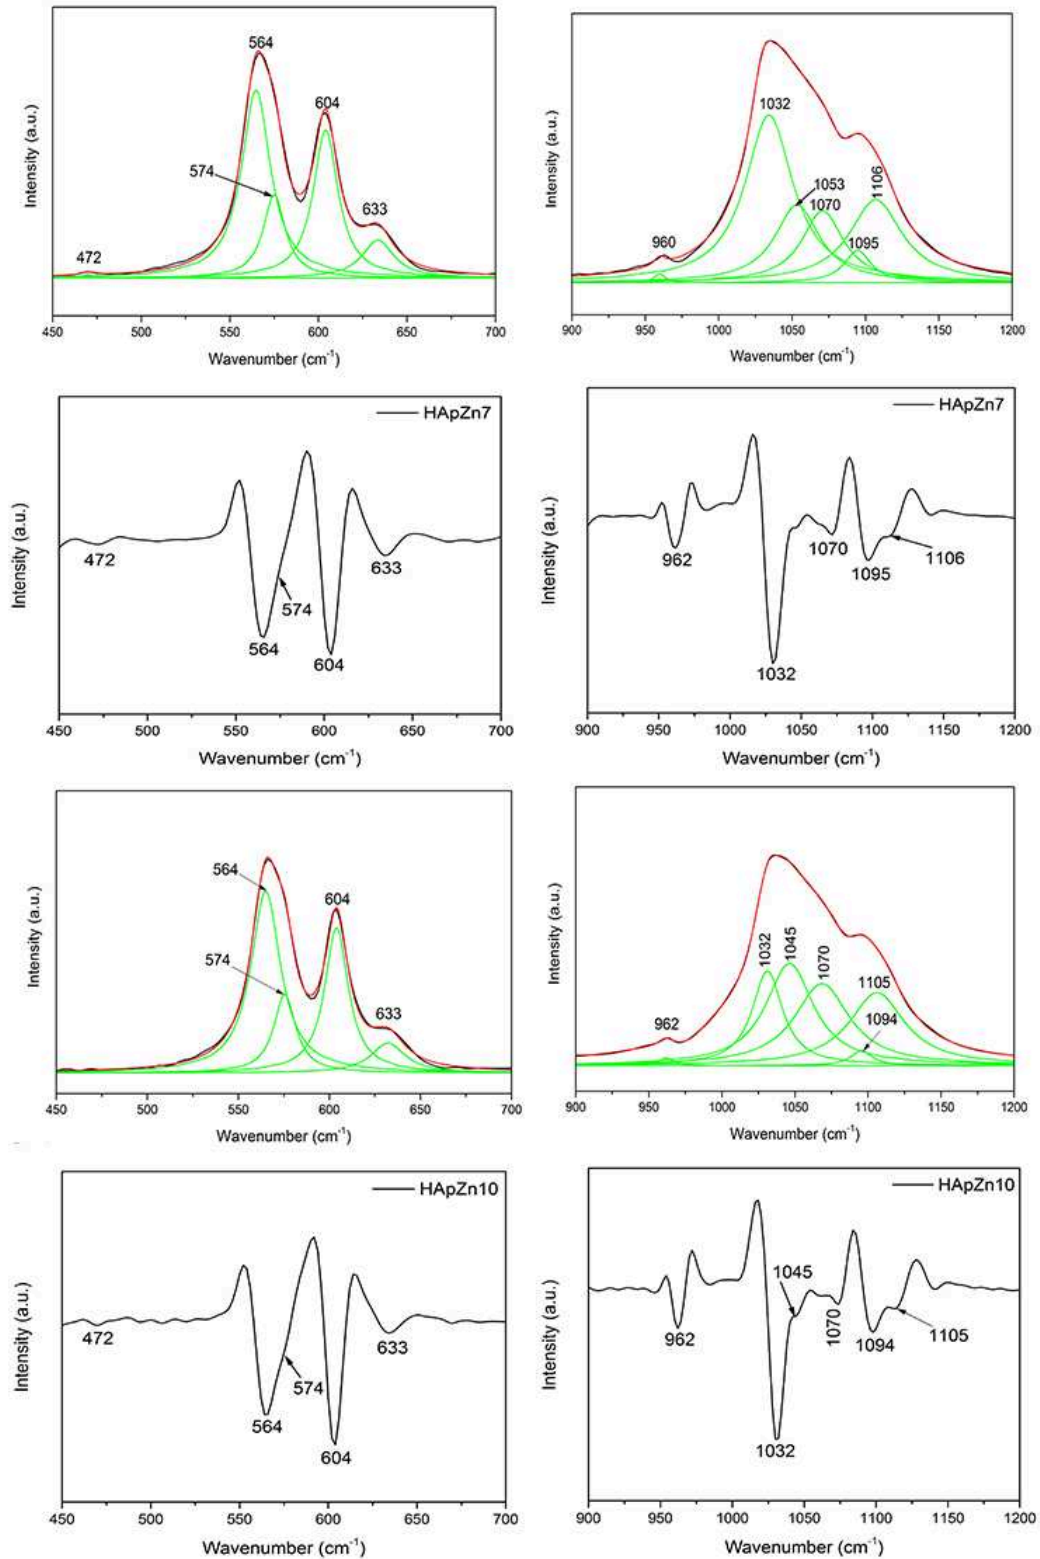 564
604
574
633
472
450 500 550 600 650 700
Wavenumber (cm-1)
Intensity (a.u.)
1032
1053
1070
1106
1095
960
900 950 1000 1050 1100 1150 1200
Wavenumber (cm-1)
Intensity (a.u.)
HApZn7
472
574
633
564
604
450 500 550 600 650 700
Wavenumber (cm-1)
Intensity (a.u.)
HApZn7
962
1070
1095
1106
1032
900 950 1000 1050 1100 1150 1200
Wavenumber (cm-1)
Intensity (a.u.)
564
604
574
633
450 500 550 600 650 700
Wavenumber (cm-1)
Intensity (a.u.)
1032
1045
1070
1105
1094
962
900 950 1000 1050 1100 1150 1200
Wavenumber (cm-1)
Intensity (a.u.)
HApZn10
472
633
574
564
604
450 500 550 600 650 700
Wavenumber (cm-1)
Intensity (a.u.)
HApZn10
1045
962
1070
1094
1105
1032
900 950 1000 1050 1100 1150 1200
Wavenumber (cm-1)
Intensity (a.u.)